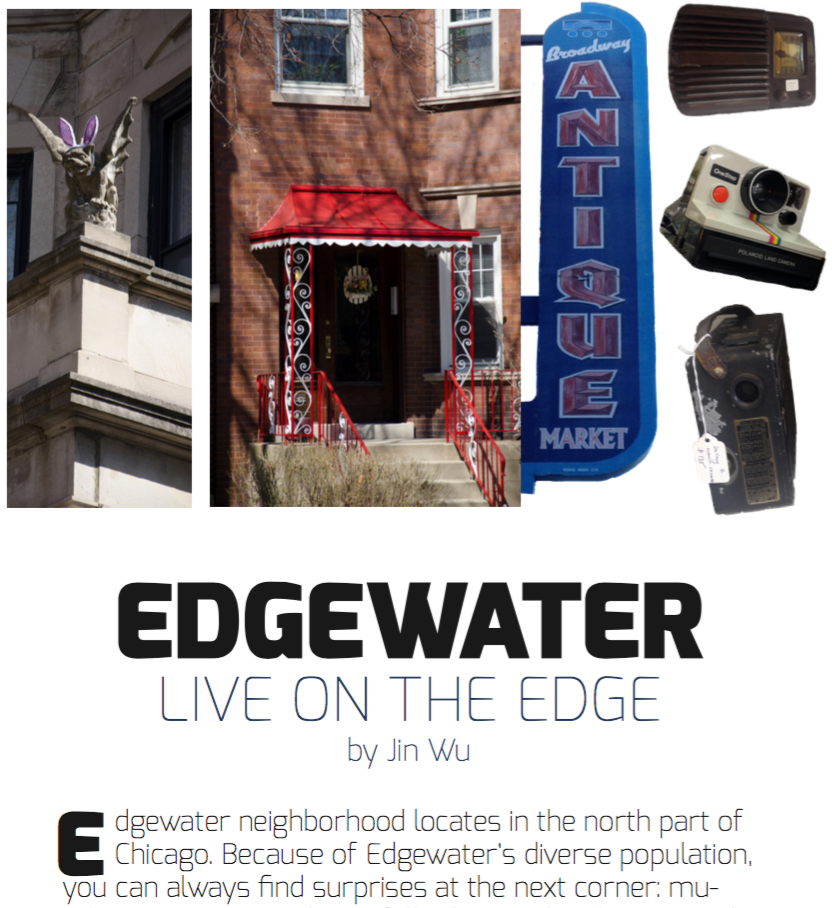 Broadway
ANTIQUE
MARKET
OneStep
POLAROID LAND CAMERA
EDGEWATER
LIVE ON THE EDGE
by Jin Wu
Edgewater neighborhood locates in the north part of
Chicago. Because of Edgewater's diverse population,
you can always find surprises at the next corner: mu-